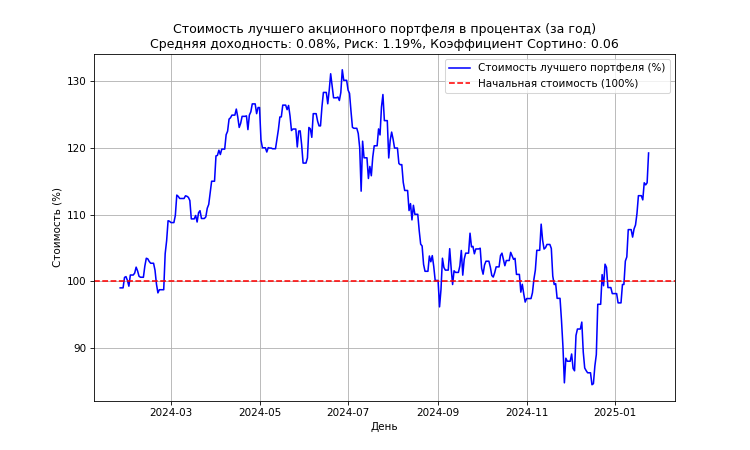 Стоимость лучшего акционного портфеля в процентах (за год)
Средняя доходность: 0.08%, Риск: 1.19%, Коэффициент Сортино: 0.06
Стоимость лучшего портфеля (%)
Начальная стоимость (100%)
Стоимость (%)
130
120
110
100
90
2024-03
2024-05
2024-07
2024-09
2024-11
2025-01
День